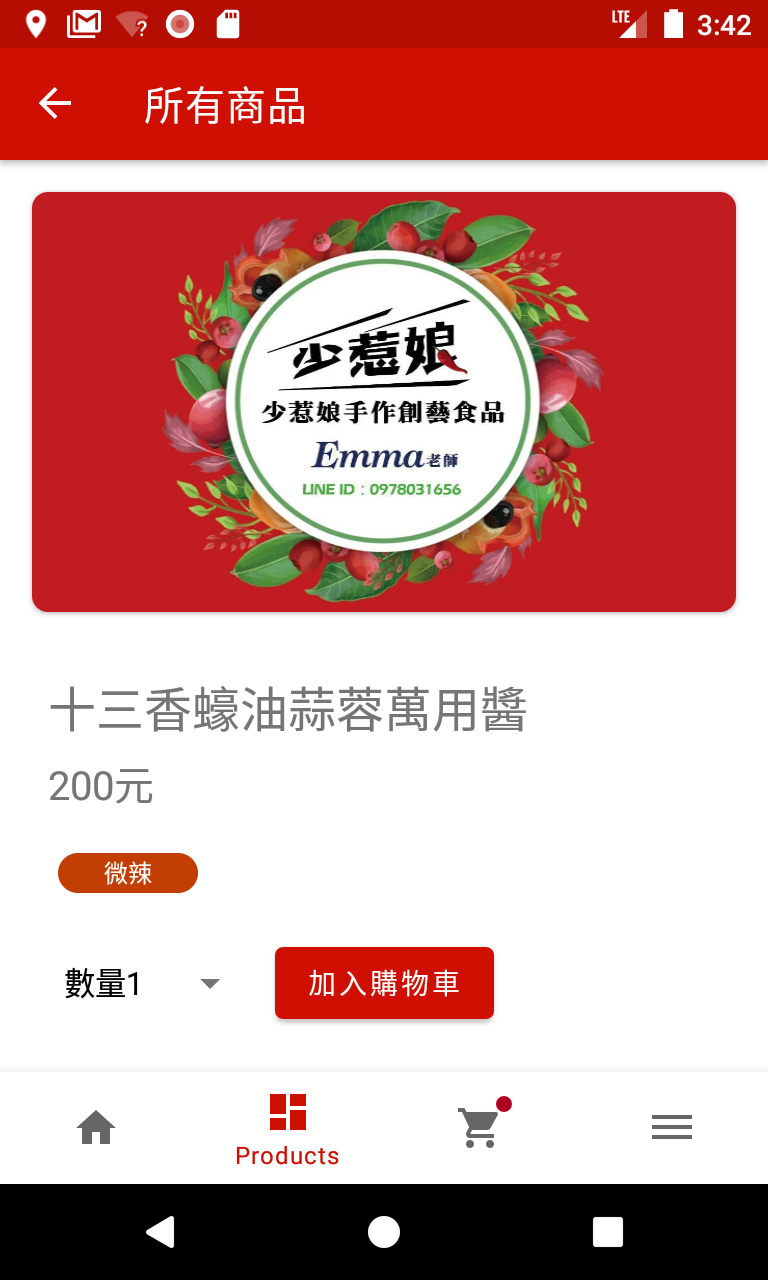 LTE 3:42
所有商品
少惹娘
少惹娘手作創藝食品
Emma老師
LINE ID：0978031656
十三香蠔油蒜蓉萬用醬
200元
微辣
數量1
加入購物車
Products